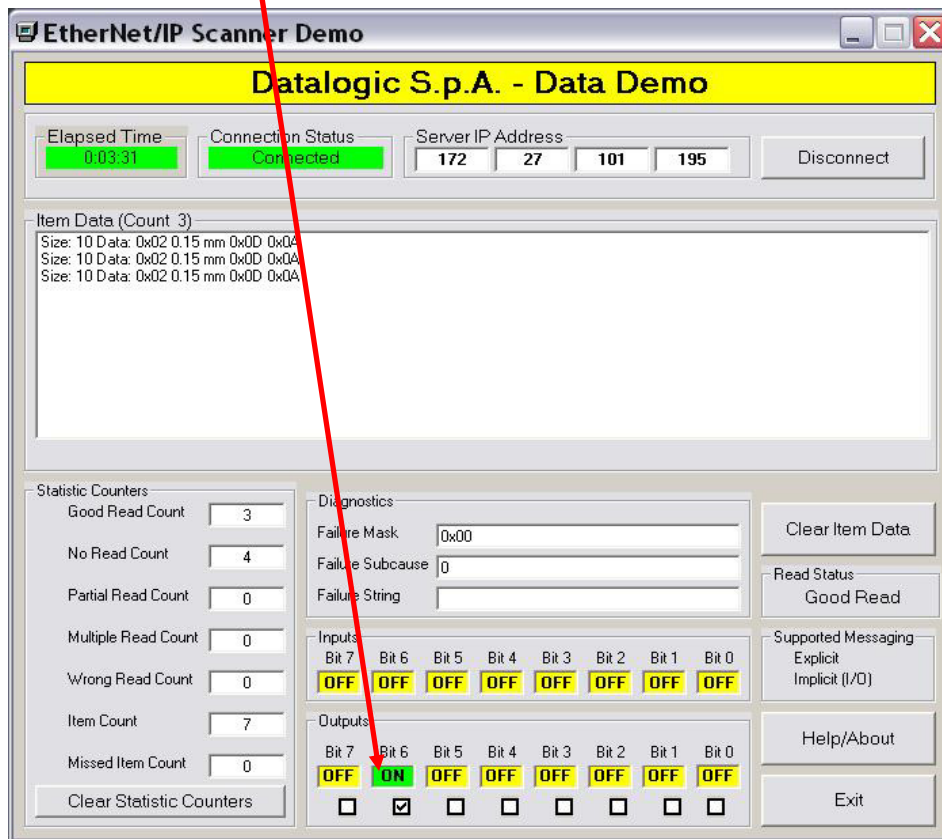 EtherNet/IP Scanner Demo
Datalogic S.p.A. - Data Demo
Elapsed Time
0:03:31
Connection Status
Connected
Server IP Address
172 27 101 195
Disconnect
Item Data (Count 3)
Size: 10 Data: 0x02 0.15 mm 0x0D 0x0A
Size: 10 Data: 0x02 0.15 mm 0x0D 0x0A
Size: 10 Data: 0x02 0.15 mm 0x0D 0x0A
Statistic Counters
Good Read Count 3
No Read Count 4
Partial Read Count 0
Multiple Read Count 0
Wrong Read Count 0
Item Count 7
Missed Item Count 0
Clear Statistic Counters
Diagnostics
Failure Mask 0x00
Failure Subcause 0
Failure String
Inputs
Bit 7 Bit 6 Bit 5 Bit 4 Bit 3 Bit 2 Bit 1 Bit 0
OFF OFF OFF OFF OFF OFF OFF OFF
Outputs
Bit 7 Bit 6 Bit 5 Bit 4 Bit 3 Bit 2 Bit 1 Bit 0
OFF ON OFF OFF OFF OFF OFF OFF
Clear Item Data
Read Status
Good Read
Supported Messaging
Explicit
Implicit (I/O)
Help/About
Exit